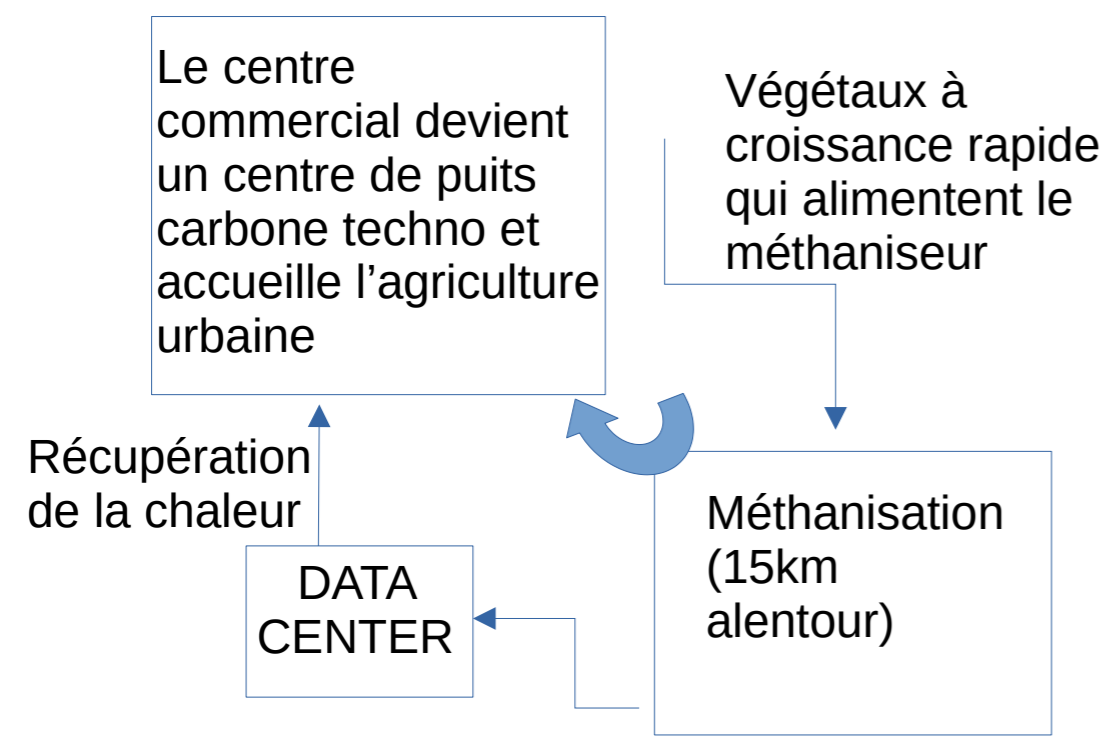 Le centre
commercial devient
un centre de puits
carbone techno et
accueille l’agriculture
urbaine
Végétaux à
croissance rapide
qui alimentent le
méthaniseur
Récupération
de la chaleur
DATA
CENTER
Méthanisation
(15km
alentour)